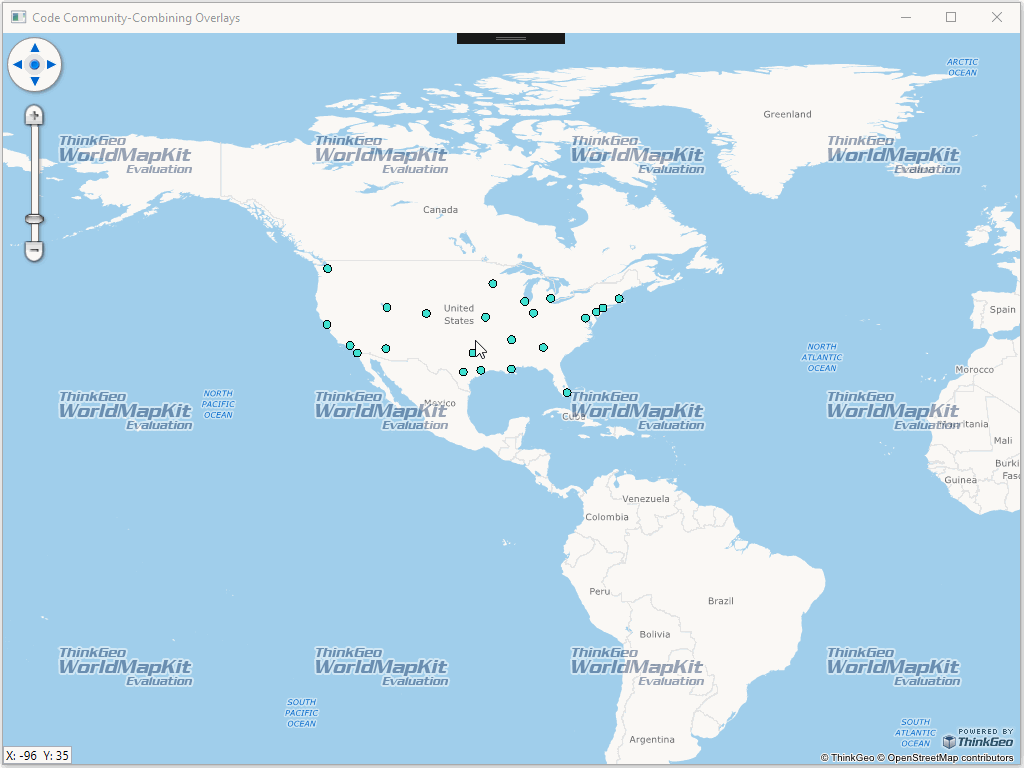 Code Community-Combining Overlays
ARCTIC
OCEAN
Greenland
ThinkGeo
WorldMapKit
Evaluation
ThinkGeo
WorldMapKit
Evaluation
ThinkGeo
WorldMapKit
Evaluation
ThinkGeo
WorldMapKit
Evaluation
Canada
United
States
Spain
NORTH
ATLANTIC
OCEAN
Morocco
NORTH
PACIFIC
OCEAN
ThinkGeo
WorldMapKit
Evaluation
ThinkGeo
WorldMapKit
Evaluation
Mexico
ThinkGeo
WorldMapKit
Evaluation
Cuba
ThinkGeo
WorldMapKit
Evaluation
Mauritania
Mali
Burki
Fasc
Guinea
Venezuela
Colombia
Peru
Brazil
Bolivia
ThinkGeo
WorldMapKit
Evaluation
ThinkGeo
WorldMapKit
Evaluation
ThinkGeo
WorldMapKit
Evaluation
ThinkGeo
WorldMapKit
Evaluation
SOUTH
PACIFIC
OCEAN
SOUTH
ATLANTIC
OCEAN
Argentina
POWERED BY
ThinkGeo
X: -96 Y: 35
© ThinkGeo © OpenStreetMap contributors